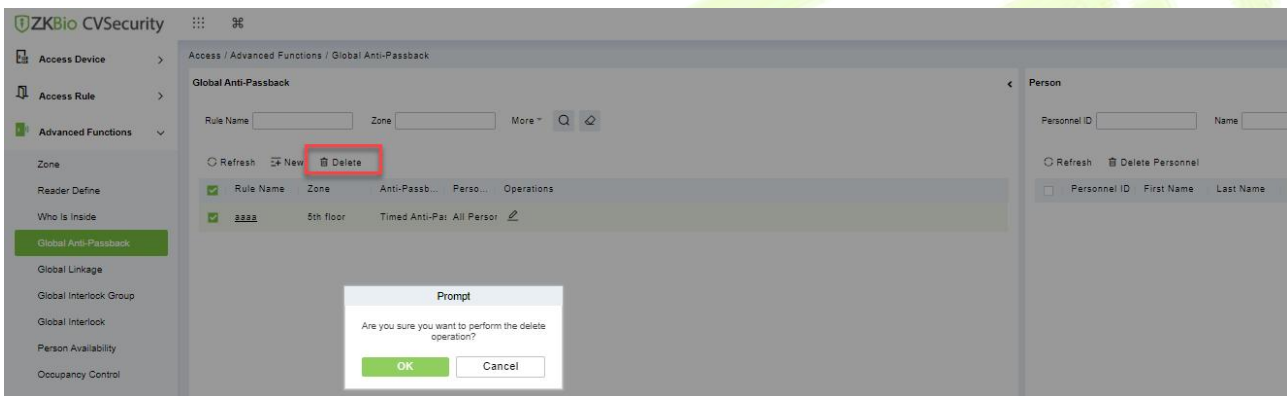 ZKBio CVSecurity
Access Device
Access Rule
Advanced Functions
Zone
Reader Define
Who Is Inside
Global Anti-Passback
Global Linkage
Global Interlock Group
Global Interlock
Person Availability
Occupancy Control
Access / Advanced Functions / Global Anti-Passback
Global Anti-Passback
Rule Name Zone More
Refresh New Delete
Rule Name Zone Anti-Passb... Perso... Operations
aaaa 5th floor Timed Anti-Pa All Person
Prompt
Are you sure you want to perform the delete
operation?
OK Cancel
Person
Personnel ID Name
Refresh Delete Personnel
Personnel ID First Name Last Name